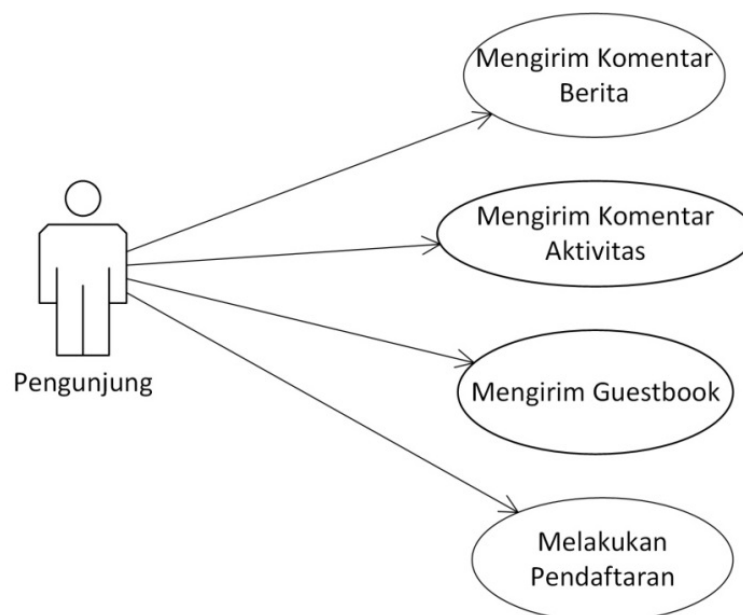 Mengirim Komentar
Berita
Mengirim Komentar
Aktivitas
Pengunjung
Mengirim Guestbook
Melakukan
Pendaftaran